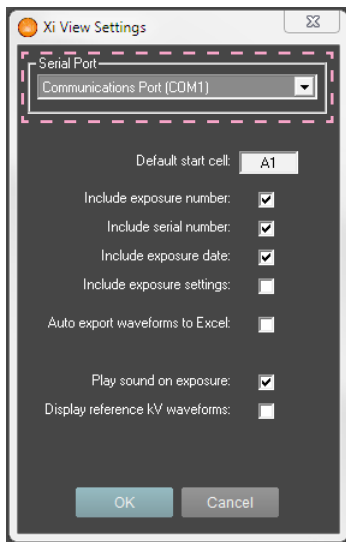 Xi View Settings
Serial Port
Communications Port (COM1)
Default start cell: A1
Include exposure number:
Include serial number:
Include exposure date:
Include exposure settings:
Auto export waveforms to Excel:
Play sound on exposure:
Display reference kV waveforms:
OK Cancel